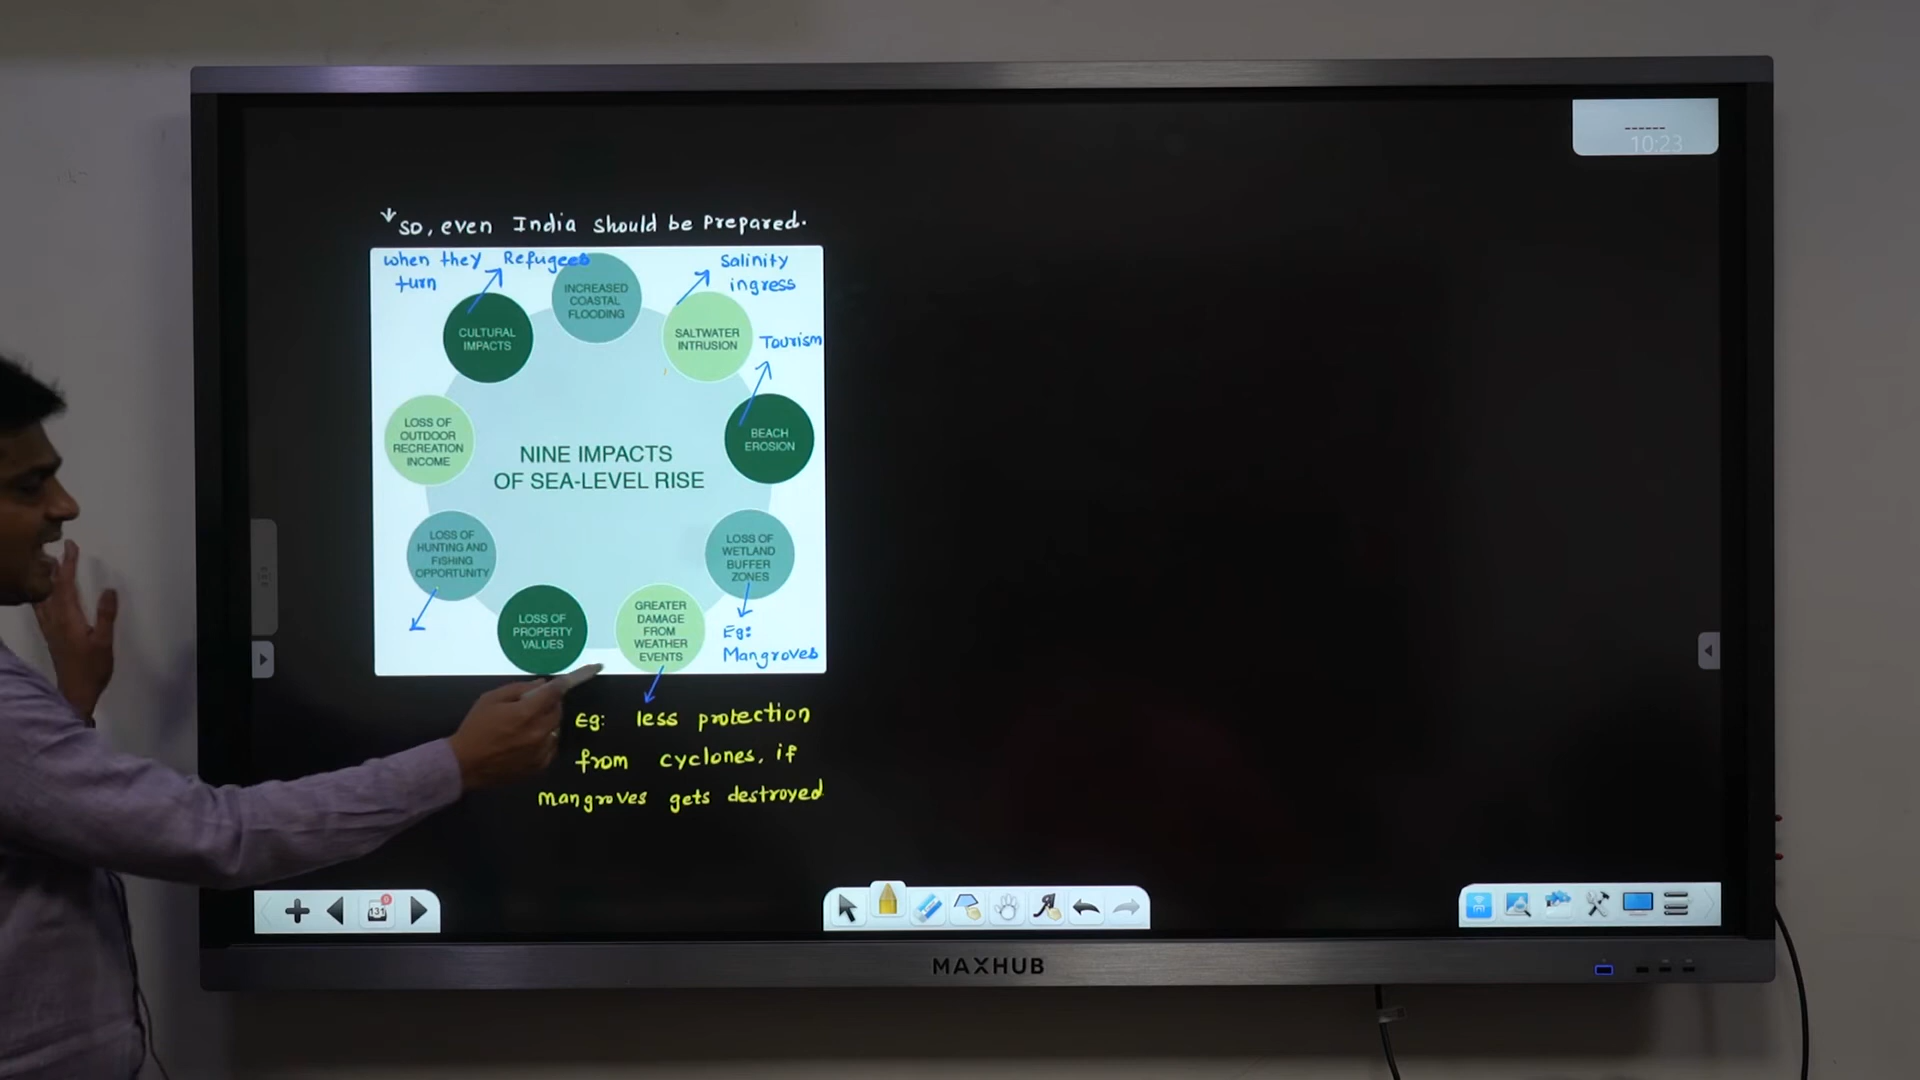 ------
10:23
so, even India should be prepared.
when they Refugees
turn
Salinity
ingress
INCREASED
COASTAL
FLOODING
CULTURAL
IMPACTS
SALTWATER
INTRUSION
Tourism
LOSS OF
OUTDOOR
RECREATION
INCOME
BEACH
EROSION
NINE IMPACTS
OF SEA-LEVEL RISE
LOSS OF
HUNTING AND
FISHING
OPPORTUNITY
LOSS OF
WETLAND
BUFFER
ZONES
LOSS OF
PROPERTY
VALUES
GREATER
DAMAGE
FROM
WEATHER
EVENTS
Eg:
Mangroves
Eg: less protection
from cyclones, if
Mangroves gets destroyed
131
MAXHUB